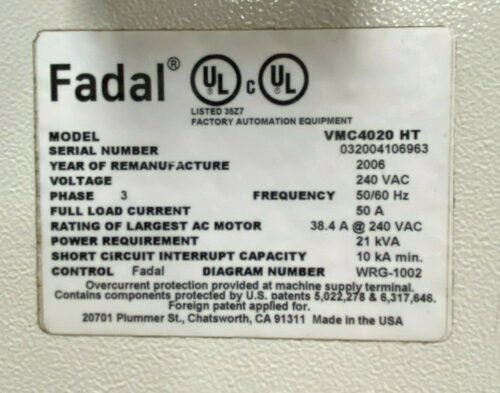 Fadal® UL c UL
LISTED 35Z7
FACTORY AUTOMATION EQUIPMENT
MODEL VMC4020 HT
SERIAL NUMBER 032004106963
YEAR OF REMANUFACTURE 2006
VOLTAGE 240 VAC
PHASE 3 FREQUENCY 50/60 Hz
FULL LOAD CURRENT 50 A
RATING OF LARGEST AC MOTOR 38.4 A @ 240 VAC
POWER REQUIREMENT 21 kVA
SHORT CIRCUIT INTERRUPT CAPACITY 10 kA min.
CONTROL Fadal DIAGRAM NUMBER WRG-1002
Overcurrent protection provided at machine supply terminal.
Contains components protected by U.S. patents 5,022,278 & 6,317,646.
Foreign patent applied for.
20701 Plummer St., Chatsworth, CA 91311 Made in the USA